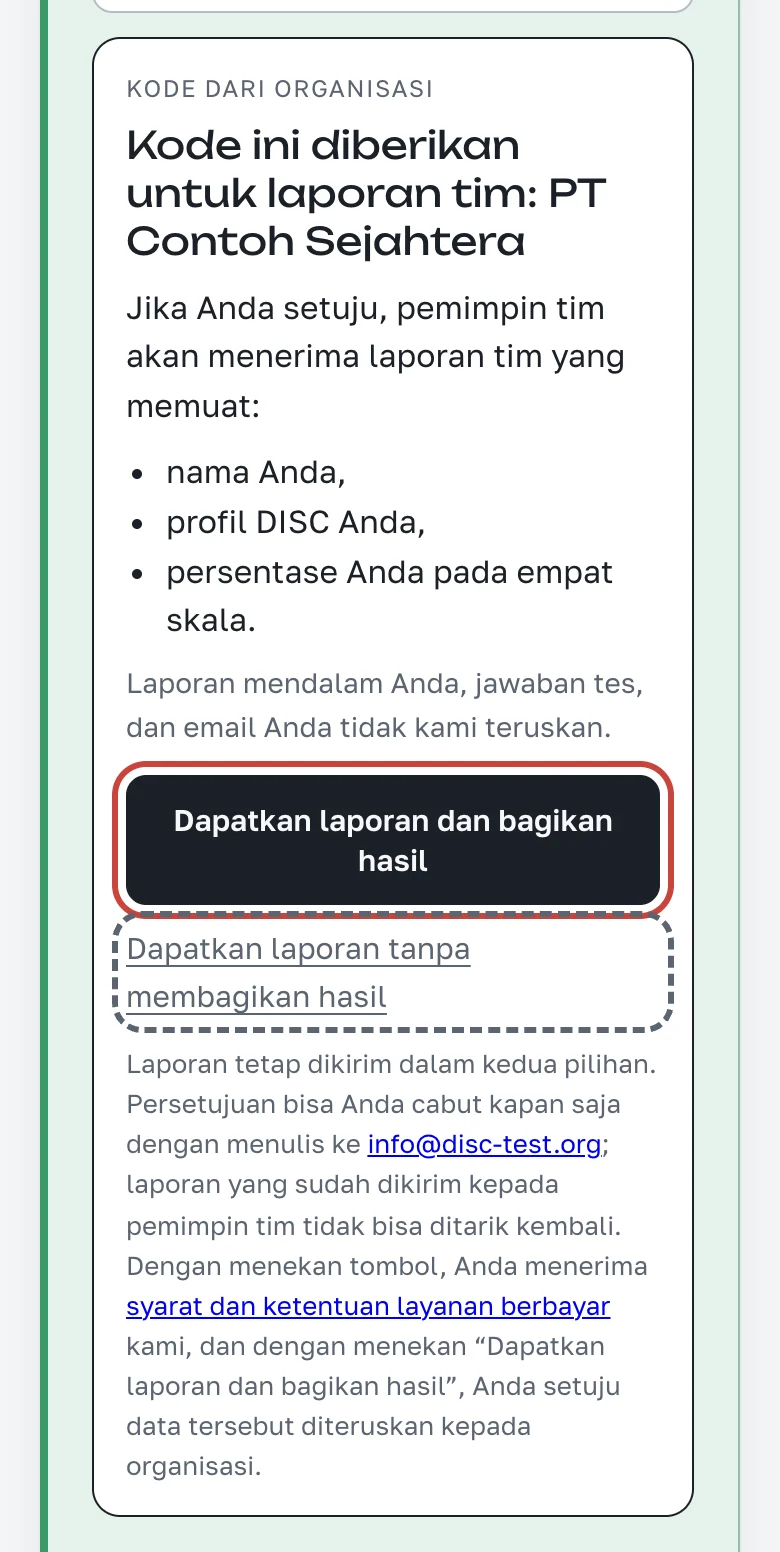 KODE DARI ORGANISASI
Kode ini diberikan
untuk laporan tim: PT
Contoh Sejahtera
Jika Anda setuju, pemimpin tim
akan menerima laporan tim yang
memuat:
• nama Anda,
• profil DISC Anda,
• persentase Anda pada empat
skala.
Laporan mendalam Anda, jawaban tes,
dan email Anda tidak kami teruskan.
Dapatkan laporan dan bagikan
hasil
Dapatkan laporan tanpa
membagikan hasil
Laporan tetap dikirim dalam kedua pilihan.
Persetujuan bisa Anda cabut kapan saja
dengan menulis ke info@disc-test.org;
laporan yang sudah dikirim kepada
pemimpin tim tidak bisa ditarik kembali.
Dengan menekan tombol, Anda menerima
syarat dan ketentuan layanan berbayar
kami, dan dengan menekan “Dapatkan
laporan dan bagikan hasil”, Anda setuju
data tersebut diteruskan kepada
organisasi.